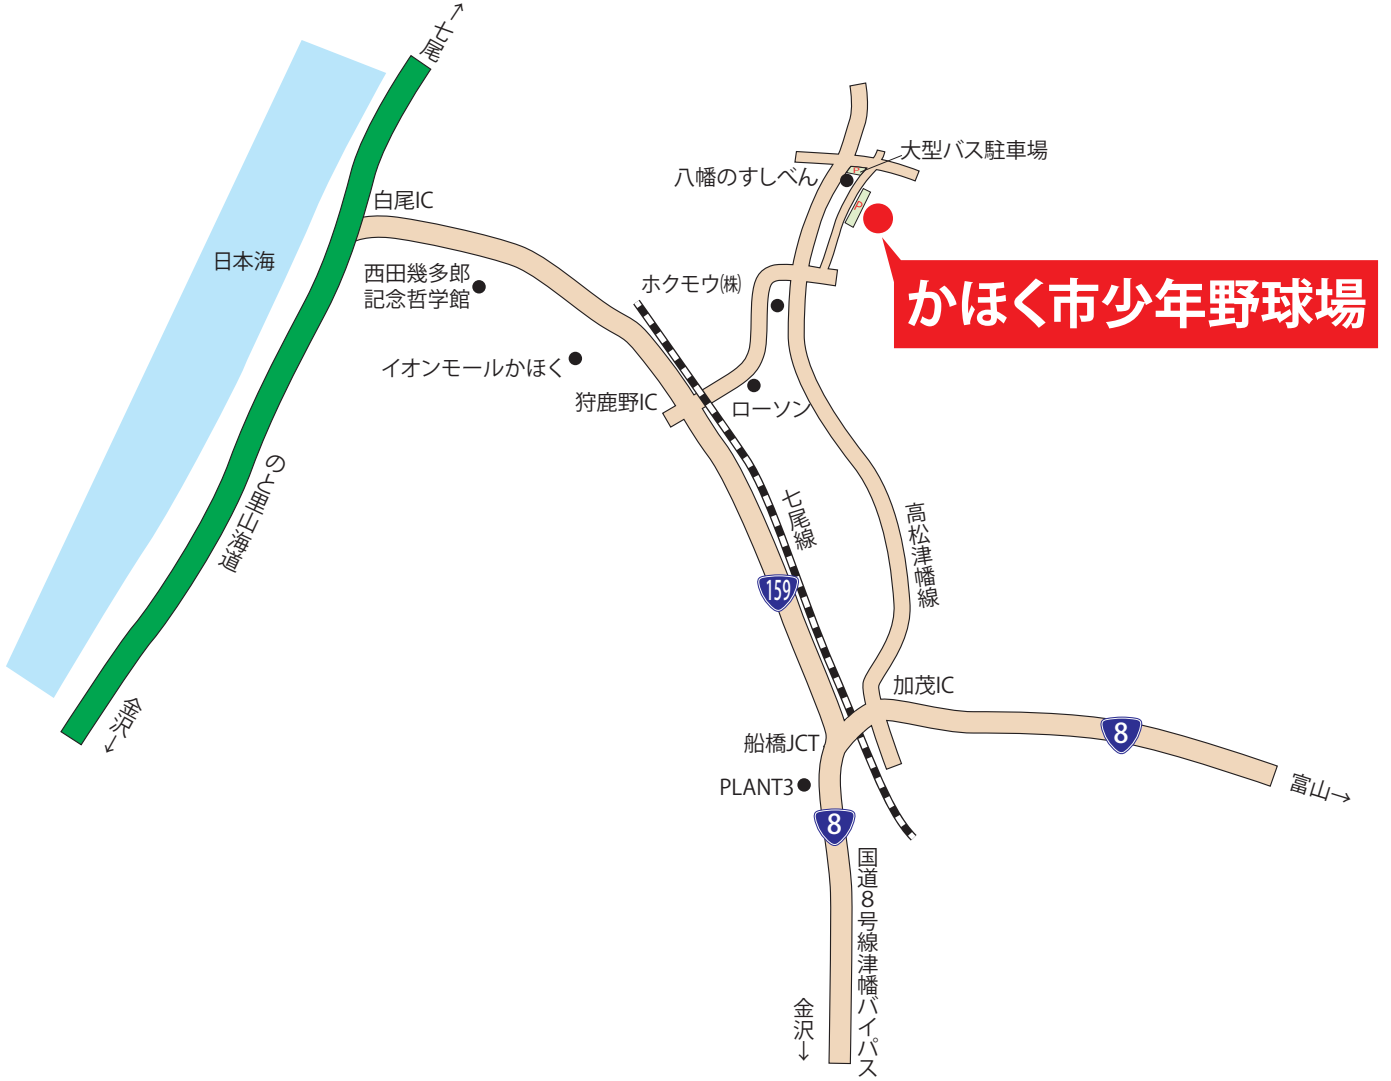 ↑七尾
大型バス駐車場
八幡のすしべん
P
P
白尾IC
日本海
西田幾多郎
記念哲学館
ホクモウ㈱
かほく市少年野球場
イオンモールかほく
狩鹿野IC
ローソン
のと里山海道
七尾線
高松津幡線
159
加茂IC
金沢↓
船橋JCT
8
PLANT3
富山→
8
国道8号線津幡バイパス
金沢↓